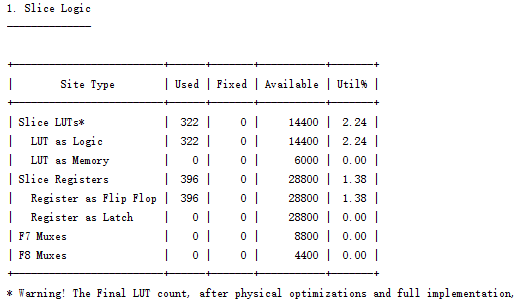 1. Slice Logic
--------------
+-------------------------+------+-------+-----------+-------+
|        Site Type        | Used | Fixed | Available | Util% |
+-------------------------+------+-------+-----------+-------+
| Slice LUTs*             |  322 |     0 |     14400 |  2.24 |
|   LUT as Logic          |  322 |     0 |     14400 |  2.24 |
|   LUT as Memory         |    0 |     0 |      6000 |  0.00 |
| Slice Registers         |  396 |     0 |     28800 |  1.38 |
|   Register as Flip Flop |  396 |     0 |     28800 |  1.38 |
|   Register as Latch     |    0 |     0 |     28800 |  0.00 |
| F7 Muxes                |    0 |     0 |      8800 |  0.00 |
| F8 Muxes                |    0 |     0 |      4400 |  0.00 |
+-------------------------+------+-------+-----------+-------+
* Warning! The Final LUT count, after physical optimizations and full implementation,